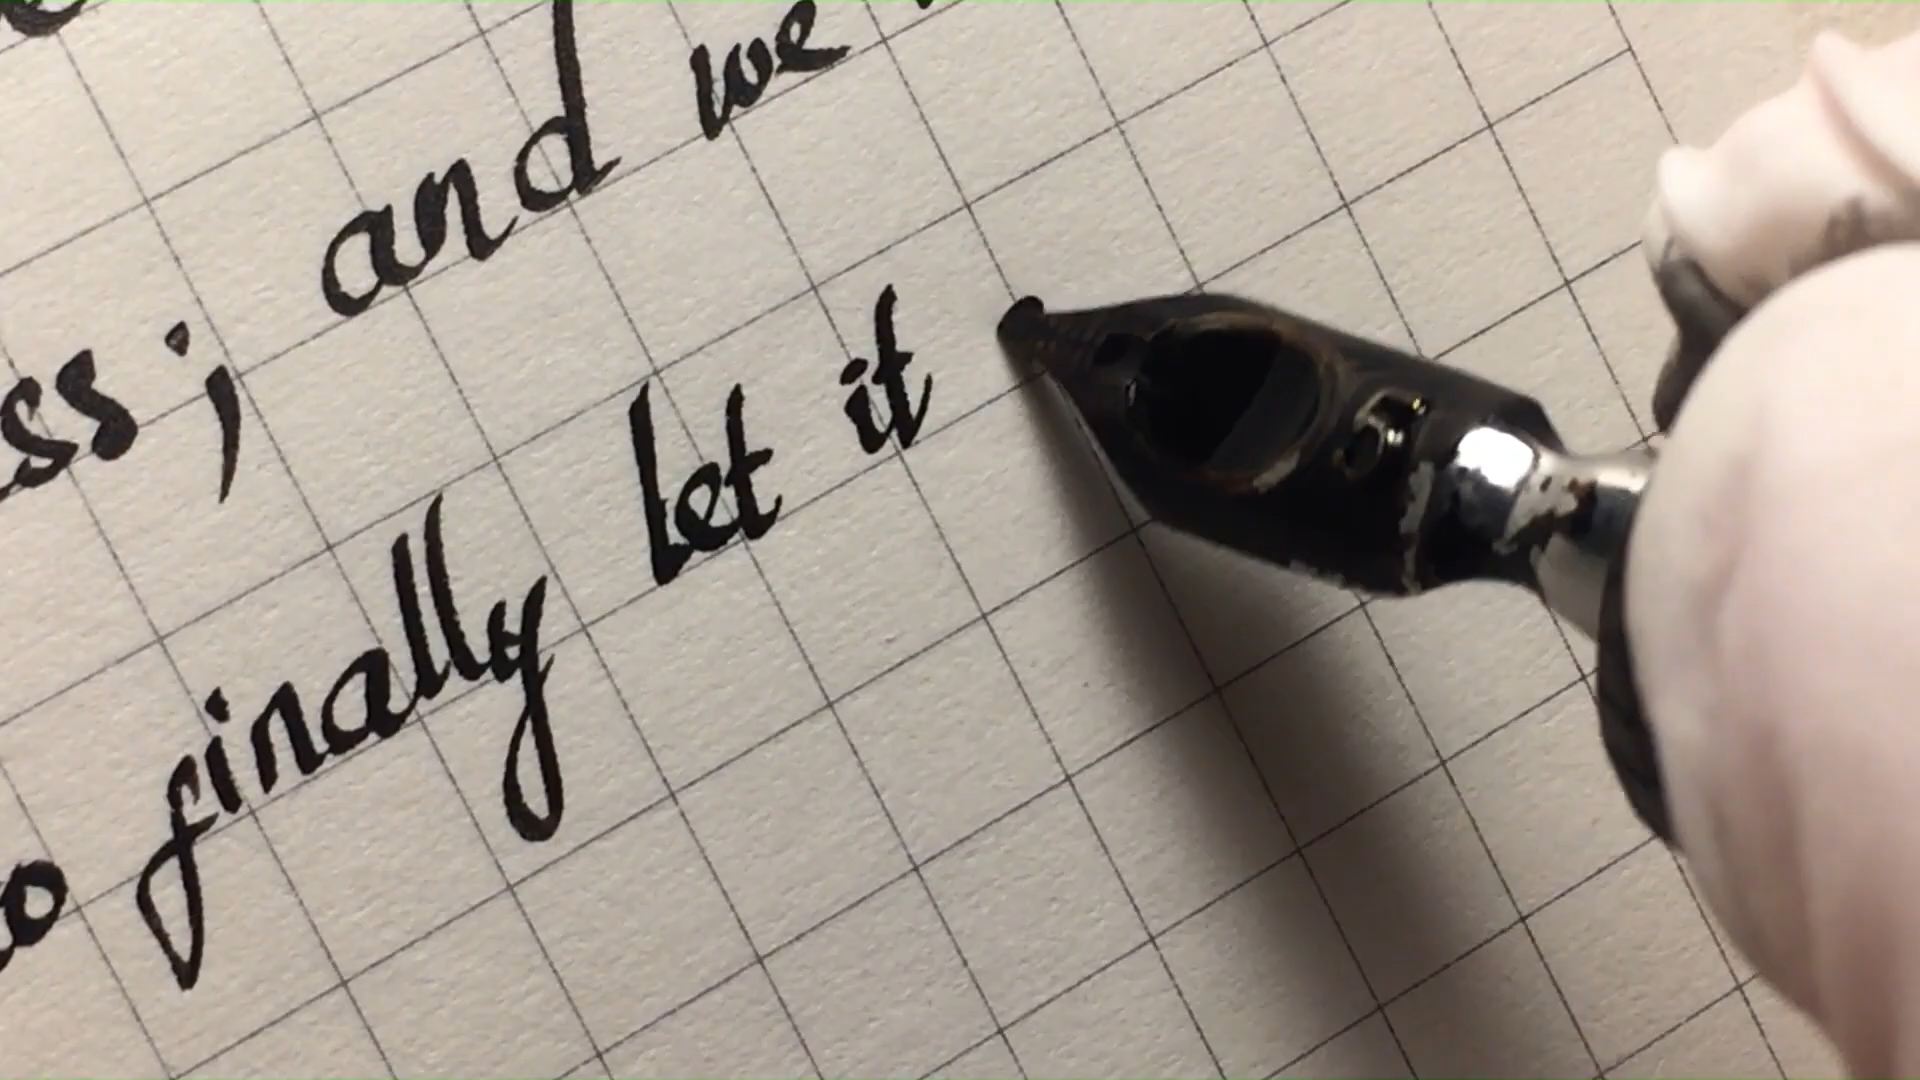 ss; and we
finally let it